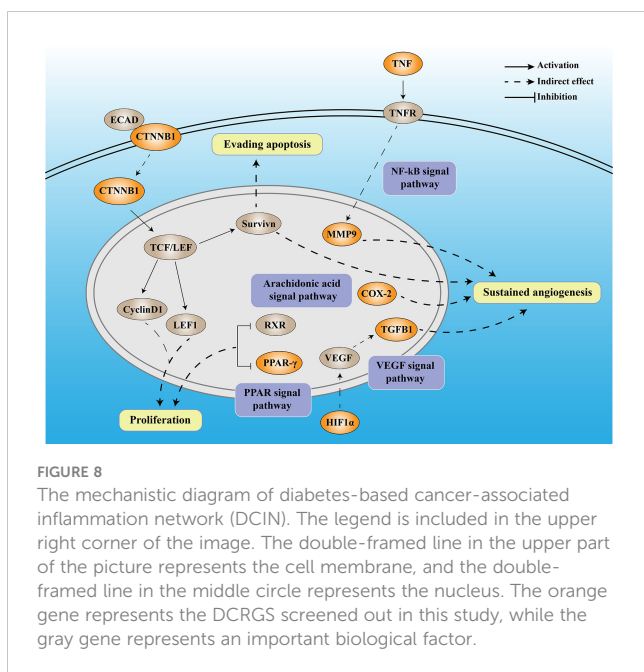 TNF
Activation
Indirect effect
Inhibition
ECAD
CTNNB1
TNFR
Evading apoptosis
NF-kB signal
pathway
CTNNB1
Survivn
MMP9
TCF/LEF
Arachidonic acid
signal pathway
COX-2
Sustained angiogenesis
CyclinD1
LEF1
RXR
TGFB1
PPAR-γ
VEGF
VEGF signal
pathway
PPAR signal
pathway
Proliferation
HIF1α
FIGURE 8
The mechanistic diagram of diabetes-based cancer-associated
inflammation network (DCIN). The legend is included in the upper
right corner of the image. The double-framed line in the upper part
of the picture represents the cell membrane, and the double-
framed line in the middle circle represents the nucleus. The orange
gene represents the DCRGS screened out in this study, while the
gray gene represents an important biological factor.